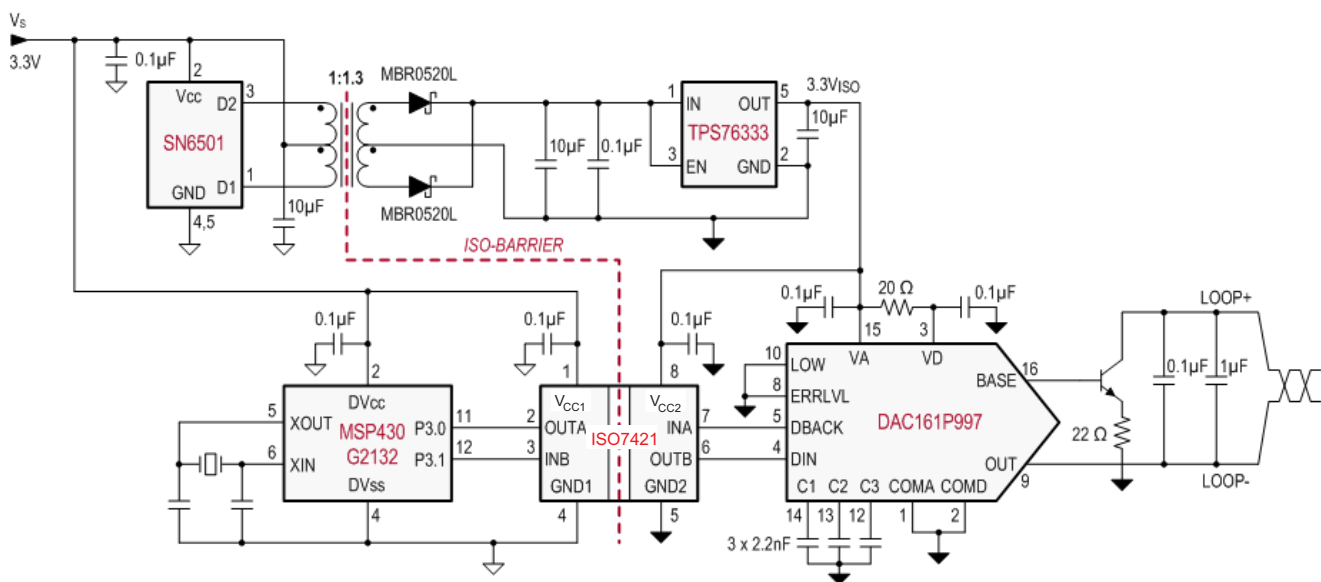 VS
3.3V
0.1µF
2
Vcc
D2
3
SN6501
GND
D1
1
4,5
10µF
1:1.3
MBR0520L
MBR0520L
10µF
0.1µF
1
IN
OUT
5
3.3VISO
TPS76333
3
EN
GND
2
10µF
ISO-BARRIER
0.1µF
2
DVcc
5
XOUT
MSP430
G2132
P3.0
11
6
XIN
P3.1
12
DVss
4
0.1µF
1
VCC1
2
OUTA
3
INB
GND1
4
ISO7421
0.1µF
8
VCC2
INA
7
OUTB
6
GND2
5
0.1µF
20 Ω
0.1µF
15
3
VA
VD
10
LOW
8
ERRLVL
5
DBACK
4
DIN
DAC161P997
BASE
16
OUT
9
C1
C2
C3
COMA
COMD
14
13
12
1
2
3 x 2.2nF
22 Ω
0.1µF
1µF
LOOP+
LOOP-